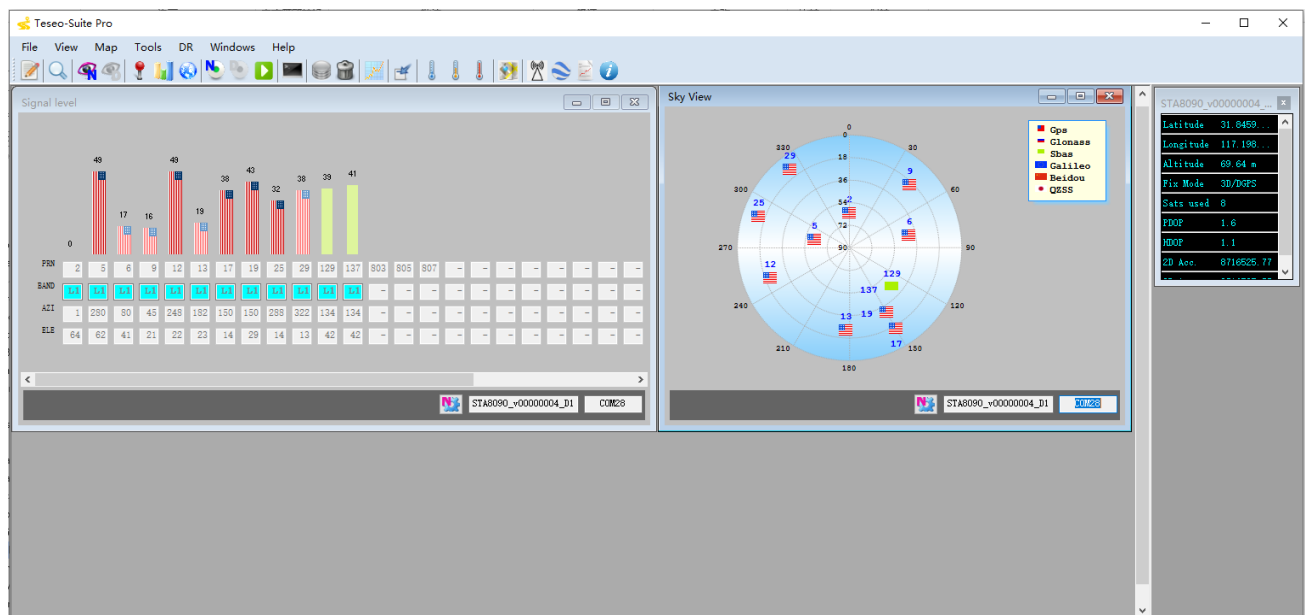 Teseo-Suite Pro
File View Map Tools DR Windows Help
Signal level
49 49
43
38 38 39 41
32
17 16 19
0
PRN 2 5 6 9 12 13 17 19 25 29 129 137 803 805 807 - - - - - - - -
BAND L1 L1 L1 L1 L1 L1 L1 L1 L1 L1 L1 L1 - - - - - - - - - - -
AZI 1 280 80 45 248 182 150 150 288 322 134 134 - - - - - - - - - - -
ELE 64 62 41 21 22 23 14 29 14 13 42 42 - - - - - - - - - - -
STA8090_v00000004_D1 COM28
Sky View
Gps
Glonass
Sbas
Galileo
Beidou
QZSS
0
0
330 30
29
18
9
36
300 60
25
54 2
5 6
72
270 90 90
12
129
137
240 120
13 19
17
210 150
180
STA8090_v00000004_D1 COM28
STA8090_v00000004_...
Latitude 31.8459...
Longitude 117.198...
Altitude 69.64 m
Fix Mode 3D/DGPS
Sats used 8
PDOP 1.6
HDOP 1.1
2D Acc. 8716525.77